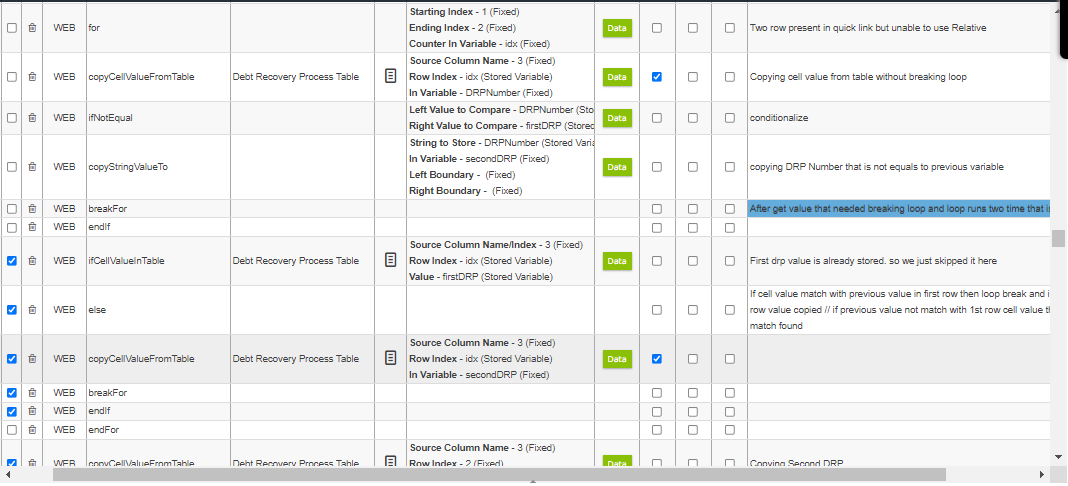 WEB for Starting Index - 1 (Fixed)
Ending Index - 2 (Fixed)
Counter In Variable - idx (Fixed)
Data Two row present in quick link but unable to use Relative
WEB copyCellValueFromTable Debt Recovery Process Table Source Column Name - 3 (Fixed)
Row Index - idx (Stored Variable)
In Variable - DRPNumber (Fixed)
Data Copying cell value from table without breaking loop
WEB ifNotEqual Left Value to Compare - DRPNumber (Sto
Right Value to Compare - firstDRP (Stored
Data conditionalize
WEB copyStringValueTo String to Store - DRPNumber (Stored Varia
In Variable - secondDRP (Fixed)
Left Boundary - (Fixed)
Right Boundary - (Fixed)
Data copying DRP Number that is not equals to previous variable
WEB breakFor After get value that needed breaking loop and loop runs two time that i
WEB endIf
WEB ifCellValueInTable Debt Recovery Process Table Source Column Name/Index - 3 (Fixed)
Row Index - idx (Stored Variable)
Value - firstDRP (Stored Variable)
Data First drp value is already stored. so we just skipped it here
WEB else If cell value match with previous value in first row then loop break and i
row value copied // if previous value not match with 1st row cell value th
match found
WEB copyCellValueFromTable Debt Recovery Process Table Source Column Name - 3 (Fixed)
Row Index - idx (Stored Variable)
In Variable - secondDRP (Fixed)
Data
WEB breakFor
WEB endIf
WEB endFor
WEB copyCellValueFromTable Debt Recovery Process Table Source Column Name - 3 (Fixed)
Row Index - 2 (Fixed)
Data Copying Second DRP